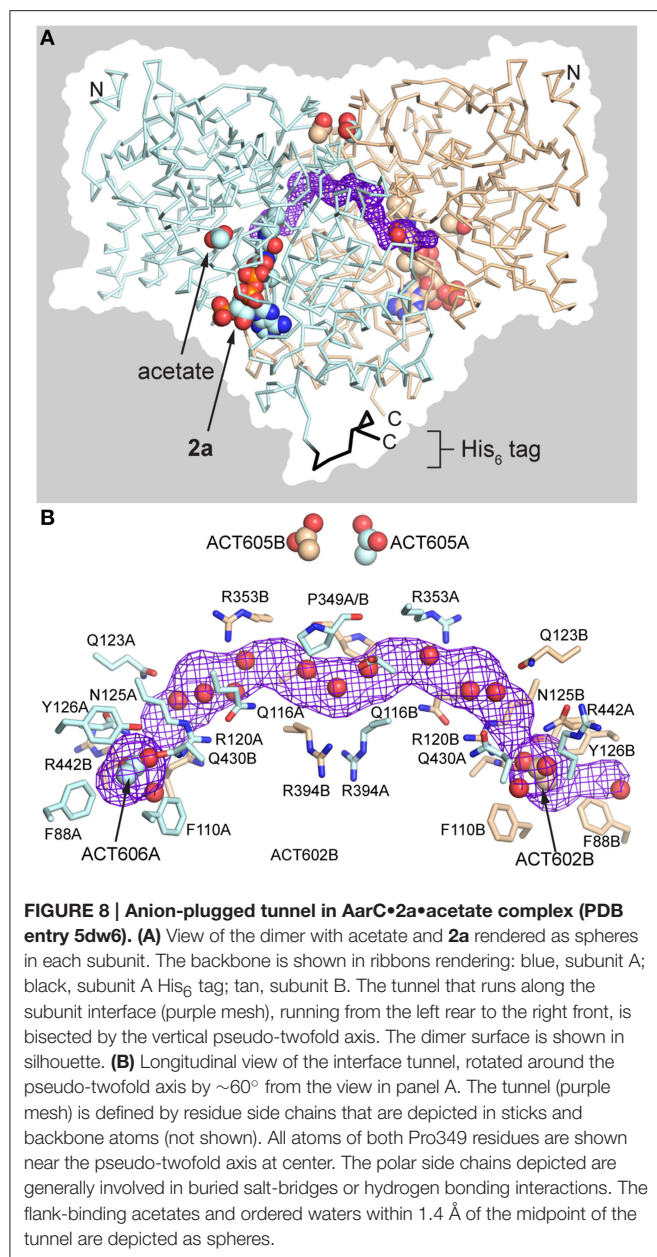 A
N
N
acetate
2a
C
C
His6 tag
B
ACT605B
ACT605A
R353B
P349A/B
R353A
Q123A
Q123B
N125A
N125B
Y126A
R442A
Q116A
Q116B
R120A
R120B
Y126B
R442B
Q430B
Q430A
R394B
R394A
F88A
F110A
F110B
F88B
ACT606A
ACT602B
ACT602B
FIGURE 8 | Anion-plugged tunnel in AarC•2a•acetate complex (PDB
entry 5dw6). (A) View of the dimer with acetate and 2a rendered as spheres
in each subunit. The backbone is shown in ribbons rendering: blue, subunit A;
black, subunit A His6 tag; tan, subunit B. The tunnel that runs along the
subunit interface (purple mesh), running from the left rear to the right front, is
bisected by the vertical pseudo-twofold axis. The dimer surface is shown in
silhouette. (B) Longitudinal view of the interface tunnel, rotated around the
pseudo-twofold axis by ~60° from the view in panel A. The tunnel (purple
mesh) is defined by residue side chains that are depicted in sticks and
backbone atoms (not shown). All atoms of both Pro349 residues are shown
near the pseudo-twofold axis at center. The polar side chains depicted are
generally involved in buried salt-bridges or hydrogen bonding interactions. The
flank-binding acetates and ordered waters within 1.4 Å of the midpoint of the
tunnel are depicted as spheres.